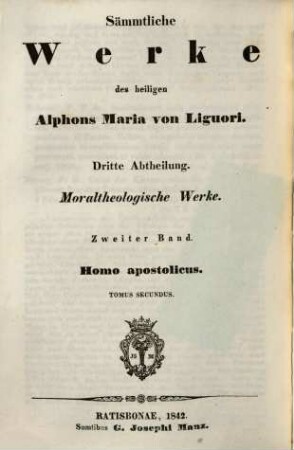 Sämmtliche
Werke
des heiligen
Alphons Maria von Liguori.
Dritte Abtheilung.
Moraltheologische Werke.
Zweiter Band.
Homo apostolicus.
TOMUS SECUNDUS.
RATISBONAE, 1842.
Sumtibus G. Josephi Manz.